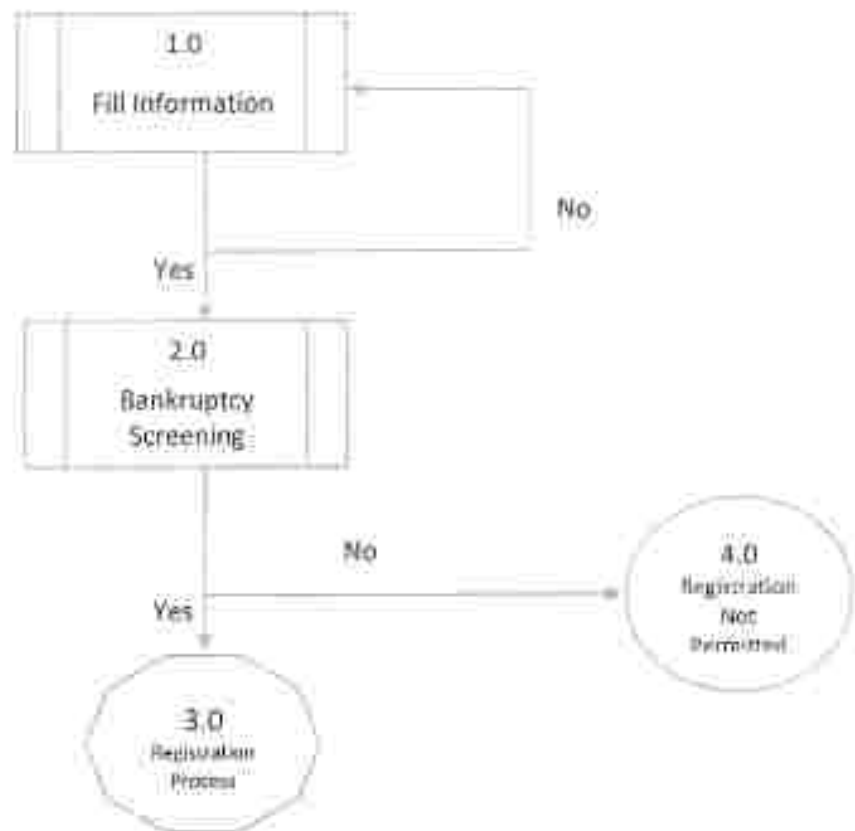 1.0
Fill Information
No
Yes
2.0
Bankruptcy
Screening
No
4.0
Registration
Not
Permitted
Yes
3.0
Registration
Process